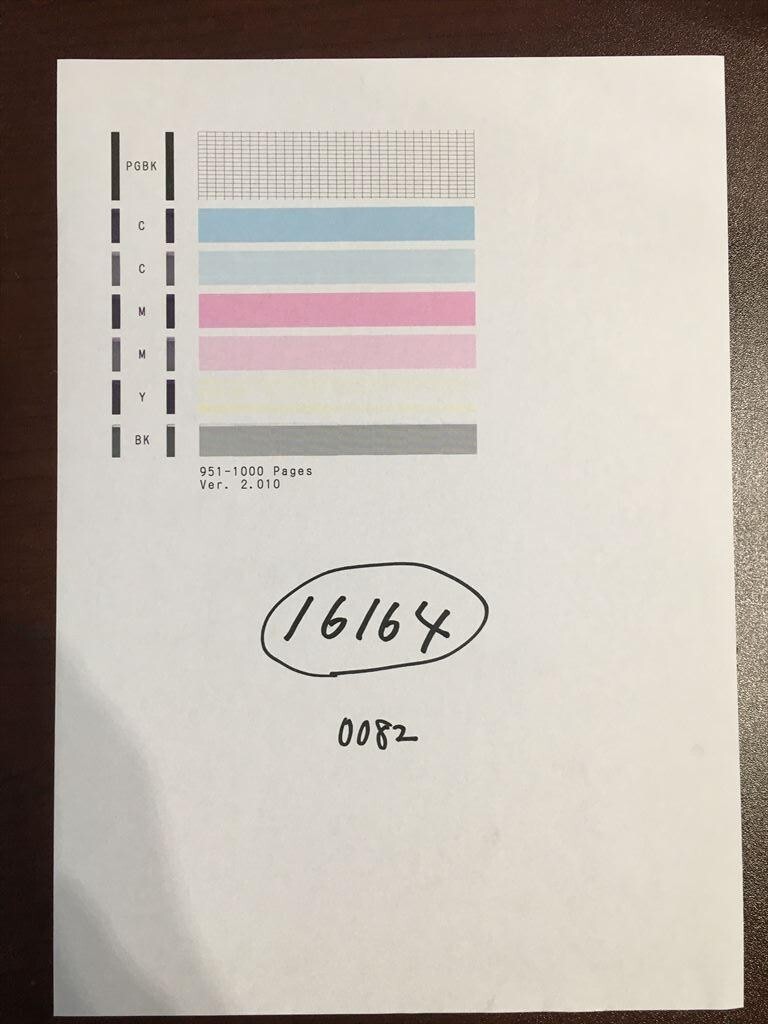 PGBK
C
C
M
M
Y
BK
951-1000 Pages
Ver. 2.010
16164
0082